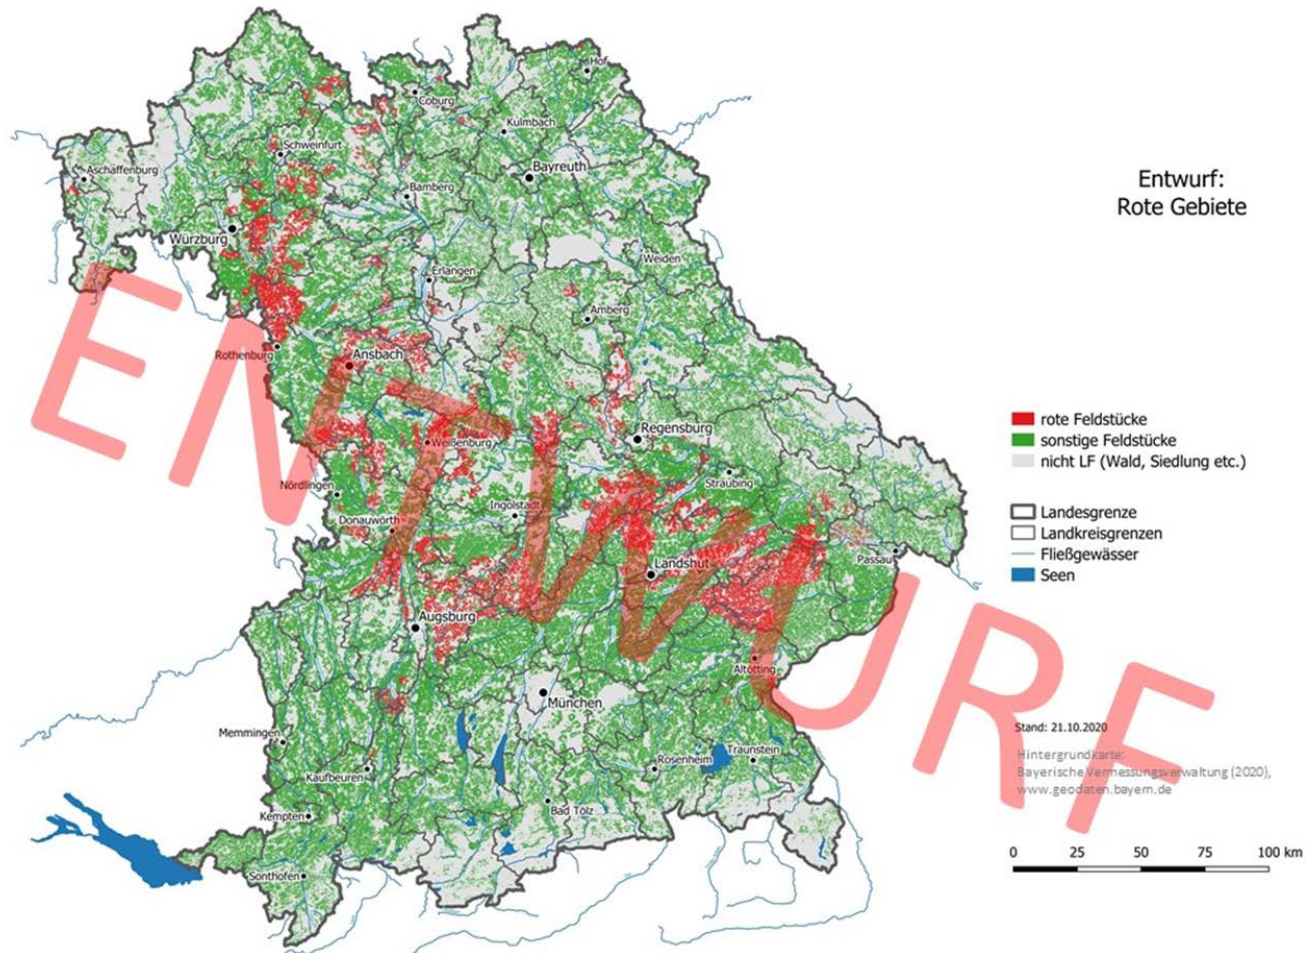 Entwurf:
Rote Gebiete
Hof
Coburg
Kulmbach
Schweinfurt
Aschaffenburg
Bayreuth
Bamberg
Würzburg
Weiden
Erlangen
Amberg
Rothenburg
Ansbach
Regensburg
Weißenburg
Straubing
Nördlingen
Ingolstadt
Donauwörth
Passau
Landshut
Augsburg
Altötting
München
Memmingen
Traunstein
Rosenheim
Kaufbeuren
Bad Tölz
Kempten
Sonthofen
ENTWURF
rote Feldstücke
sonstige Feldstücke
nicht LF (Wald, Siedlung etc.)
Landesgrenze
Landkreisgrenzen
Fließgewässer
Seen
Stand: 21.10.2020
Hintergrundkarte:
Bayerische Vermessungsverwaltung (2020),
www.geodaten.bayern.de
0 25 50 75 100 km